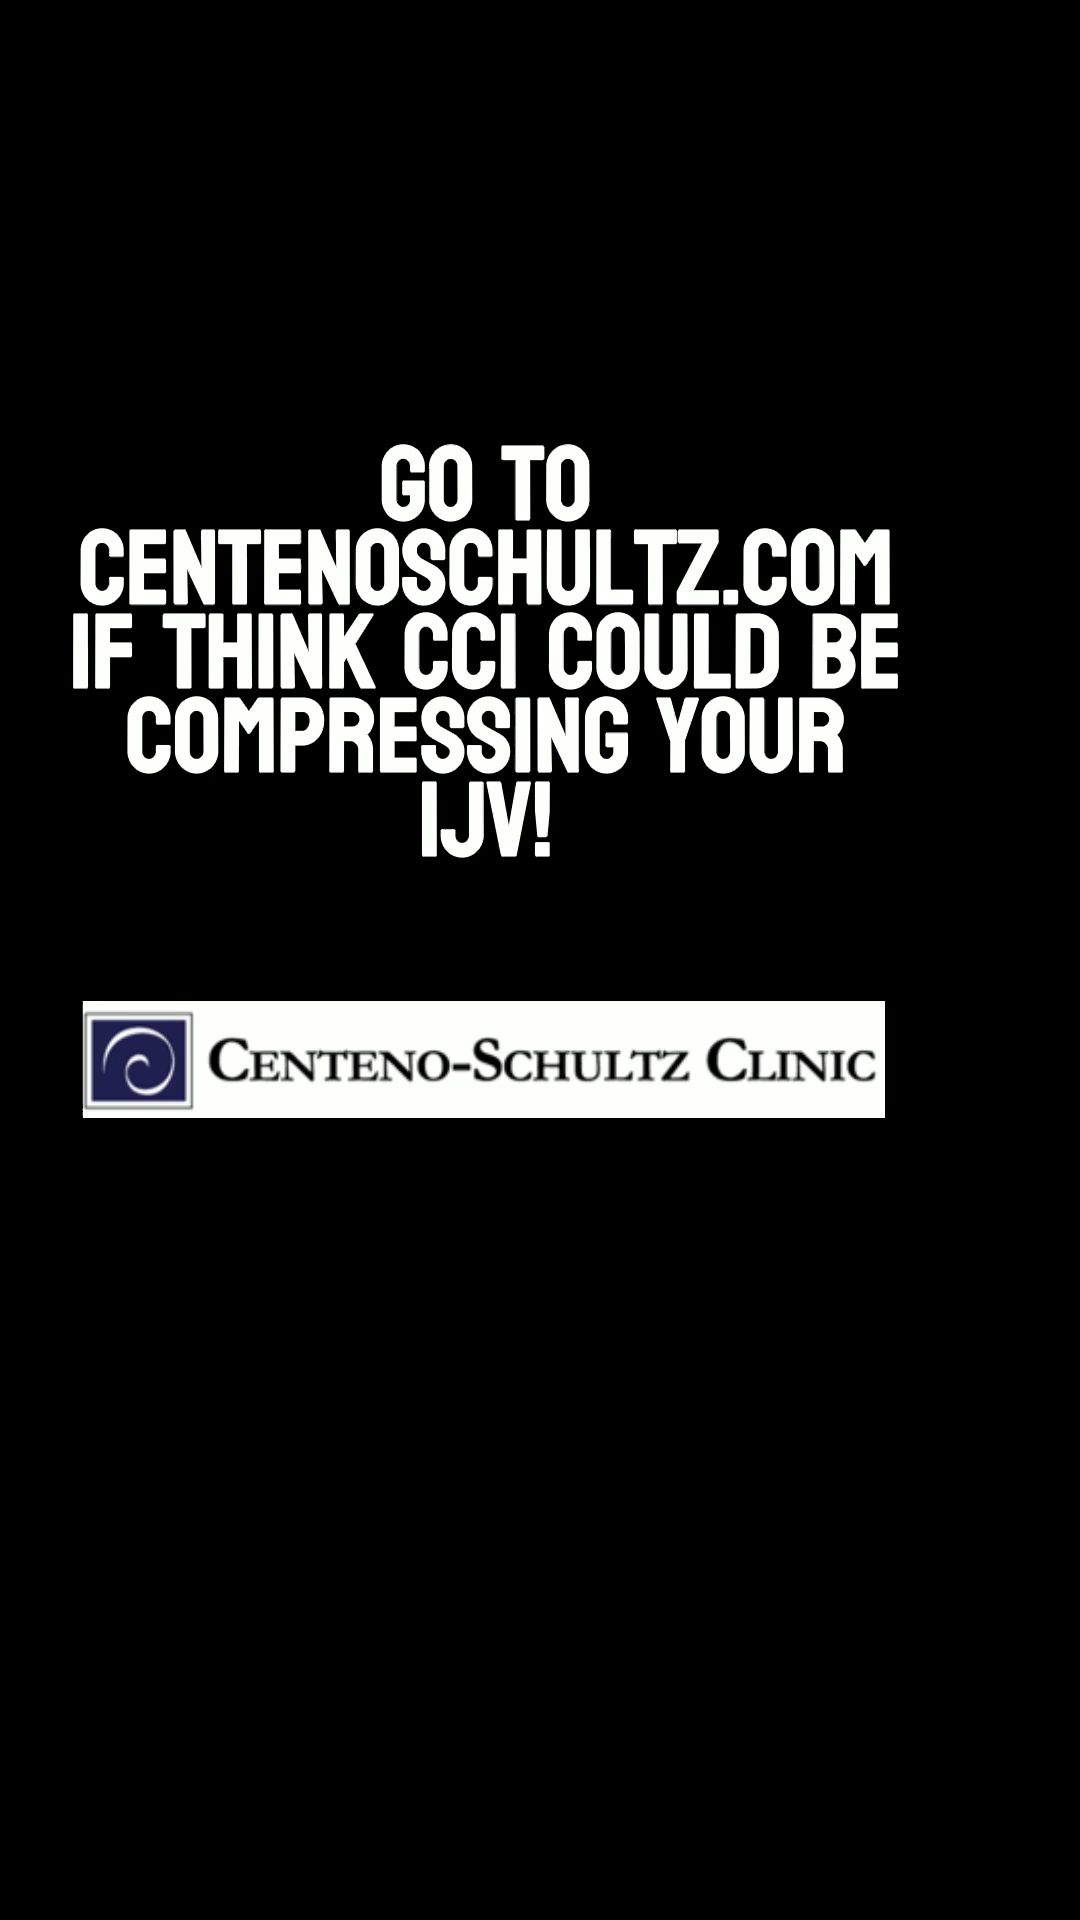 GO TO
CENTENOSCHULTZ.COM
IF THINK CCI COULD BE
COMPRESSING YOUR
IJV!
CENTENO-SCHULTZ CLINIC